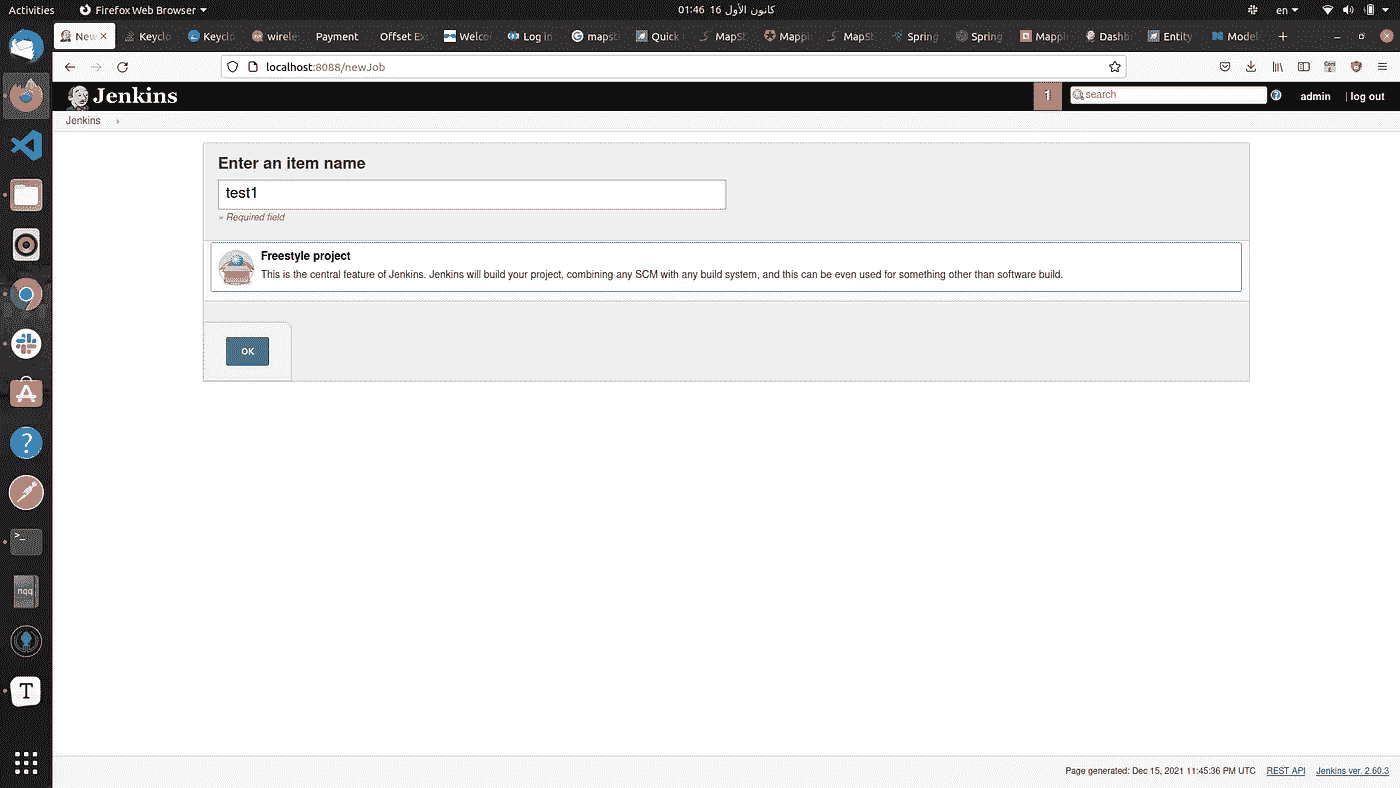 Activities
Firefox Web Browser
01:46 16 كانون الأول
en
New
Keyclo
Keyclo
wirele
Payment
Offset Ex
Welco
Log in
mapst
Quick
MapSt
Mappi
MapSt
Spring
Spring
Mappi
Dashb
Entity
Model
localhost:8088/newJob
Jenkins
1
search
admin
| log out
Jenkins
Enter an item name
test1
» Required field
Freestyle project
This is the central feature of Jenkins. Jenkins will build your project, combining any SCM with any build system, and this can be even used for something other than software build.
OK
nqq
T
Page generated: Dec 15, 2021 11:45:36 PM UTC
REST API
Jenkins ver. 2.60.3